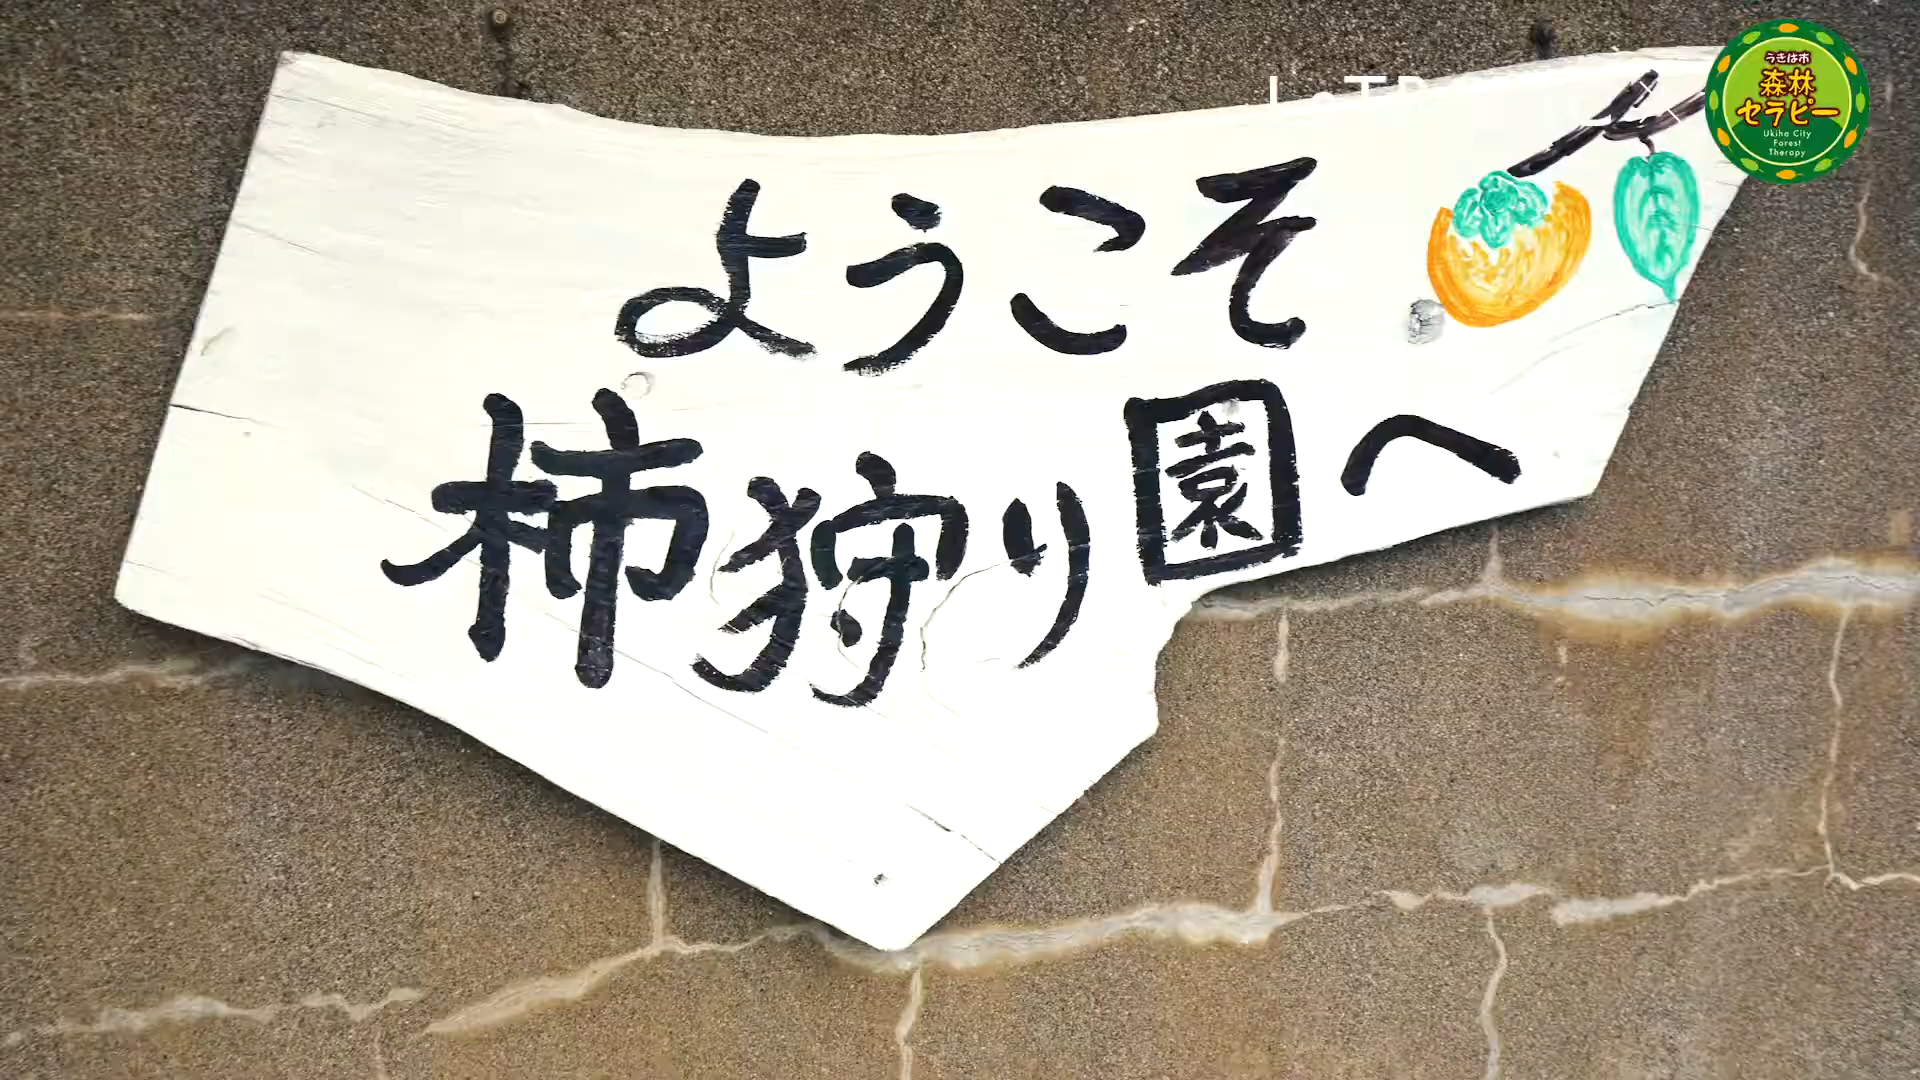 ようこそ
柿狩り園へ
うきは市
森林
セラピー
Ukiha City
Forest
Therapy